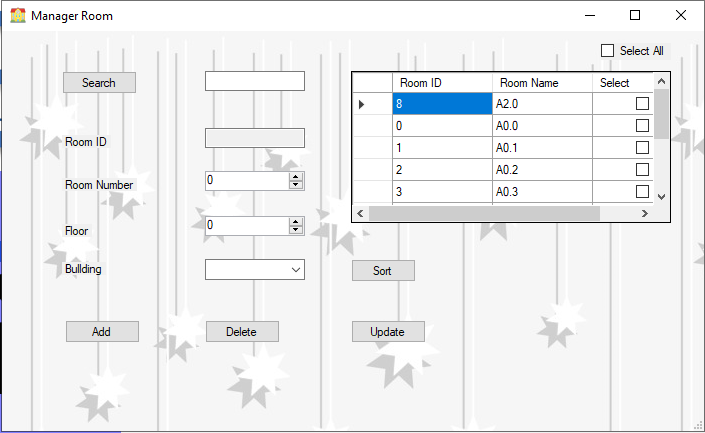 Manager Room
Select All
Search
Room ID Room Name Select
8 A2.0
0 A0.0
1 A0.1
2 A0.2
3 A0.3
Room ID
Room Number 0
Floor 0
Buliding
Sort
Add Delete Update